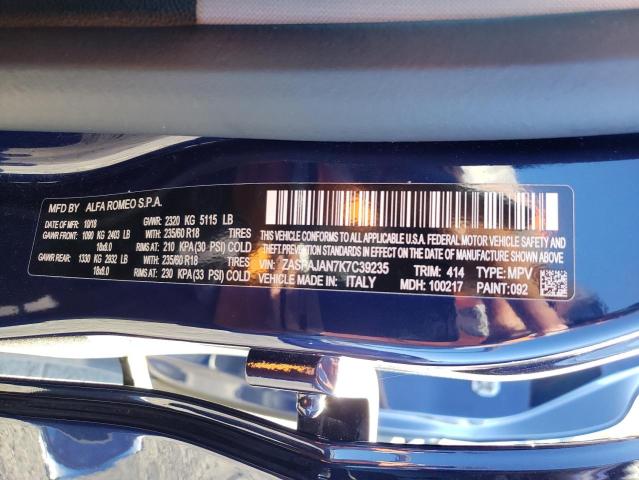 MFD BY ALFA ROMEO S.P.A.
DATE OF MFR: 10/18 GVWR: 2320 KG 5115 LB
GAWR FRONT: 1090 KG 2403 LB TIRES 235/60 R18 TIRES
18x8.0 RIMS AT: 210 KPA(30 PSI) COLD
GAWR REAR: 1330 KG 2932 LB WITH: 235/60 R18 TIRES
18x8.0 RIMS AT: 230 KPA(33 PSI) COLD
THIS VEHICLE CONFORMS TO ALL APPLICABLE U.S.A. FEDERAL MOTOR VEHICLE SAFETY AND
THEFT PREVENTION STANDARDS IN EFFECT ON THE DATE OF MANUFACTURE SHOWN ABOVE
VIN: ZASPAJAN7K7C39235 TRIM: 414 TYPE: MPV
VEHICLE MADE IN: ITALY MDH: 100217 PAINT:092